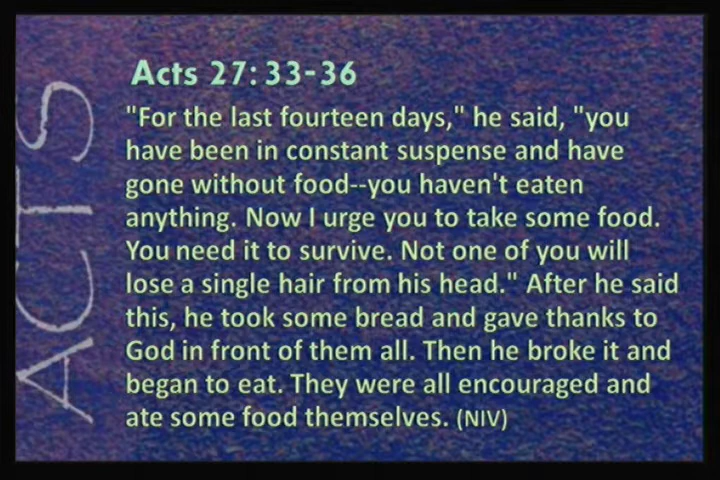 ACTS
Acts 27:33-36
"For the last fourteen days," he said, "you
have been in constant suspense and have
gone without food--you haven't eaten
anything. Now I urge you to take some food.
You need it to survive. Not one of you will
lose a single hair from his head." After he said
this, he took some bread and gave thanks to
God in front of them all. Then he broke it and
began to eat. They were all encouraged and
ate some food themselves. (NIV)